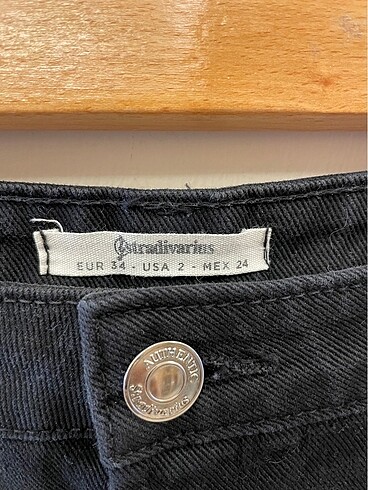 stradivarius
EUR 34 - USA 2 - MEX 24
AUTHENTIC
Stradivarius